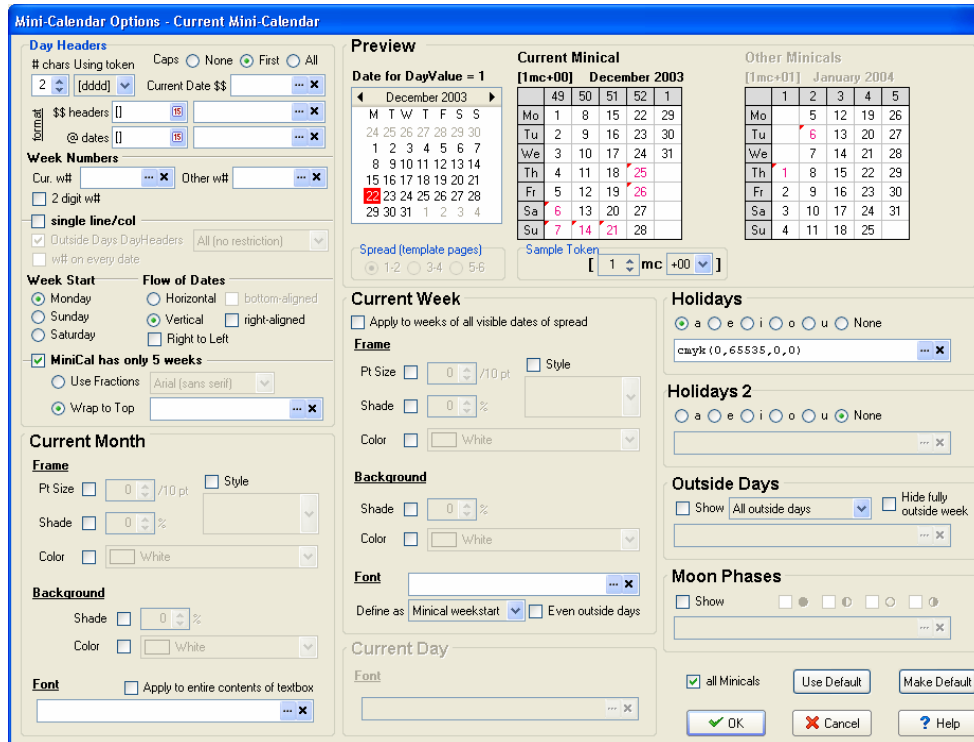 Mini-Calendar Options - Current Mini-Calendar
Day Headers
# chars Using token Caps None First All
2 [dddd] Current Date $$
format
$$ headers []
@ dates []
Week Numbers
Cur. w# Other w#
2 digit w#
single line/col
Outside Days DayHeaders All (no restriction)
w# on every date
Week Start Flow of Dates
Monday Horizontal bottom-aligned
Sunday Vertical right-aligned
Saturday Right to Left
MiniCal has only 5 weeks
Use Fractions Arial (sans serif)
Wrap to Top
Current Month
Frame
Pt Size 0 /10 pt Style
Shade 0 %
Color White
Background
Shade 0 %
Color White
Font Apply to entire contents of textbox
Preview
Date for DayValue = 1
December 2003
M T W T F S S
24 25 26 27 28 29 30
1 2 3 4 5 6 7
8 9 10 11 12 13 14
15 16 17 18 19 20 21
22 23 24 25 26 27 28
29 30 31 1 2 3 4
Current Minical
[1mc+00] December 2003
49 50 51 52 1
Mo 1 8 15 22 29
Tu 2 9 16 23 30
We 3 10 17 24 31
Th 4 11 18 25
Fr 5 12 19 26
Sa 6 13 20 27
Su 7 14 21 28
Other Minicals
[1mc+01] January 2004
1 2 3 4 5
Mo 5 12 19 26
Tu 6 13 20 27
We 7 14 21 28
Th 1 8 15 22 29
Fr 2 9 16 23 30
Sa 3 10 17 24 31
Su 4 11 18 25
Spread (template pages)
1-2 3-4 5-6
Sample Token
[ 1 mc +00 ]
Current Week
Apply to weeks of all visible dates of spread
Frame
Pt Size 0 /10 pt Style
Shade 0 %
Color White
Background
Shade 0 %
Color White
Font
Define as Minical weekstart Even outside days
Current Day
Font
Holidays
a e i o u None
cmyk(0,65535,0,0)
Holidays 2
a e i o u None
Outside Days
Show All outside days Hide fully outside week
Moon Phases
Show
all Minicals Use Default Make Default
OK Cancel ? Help